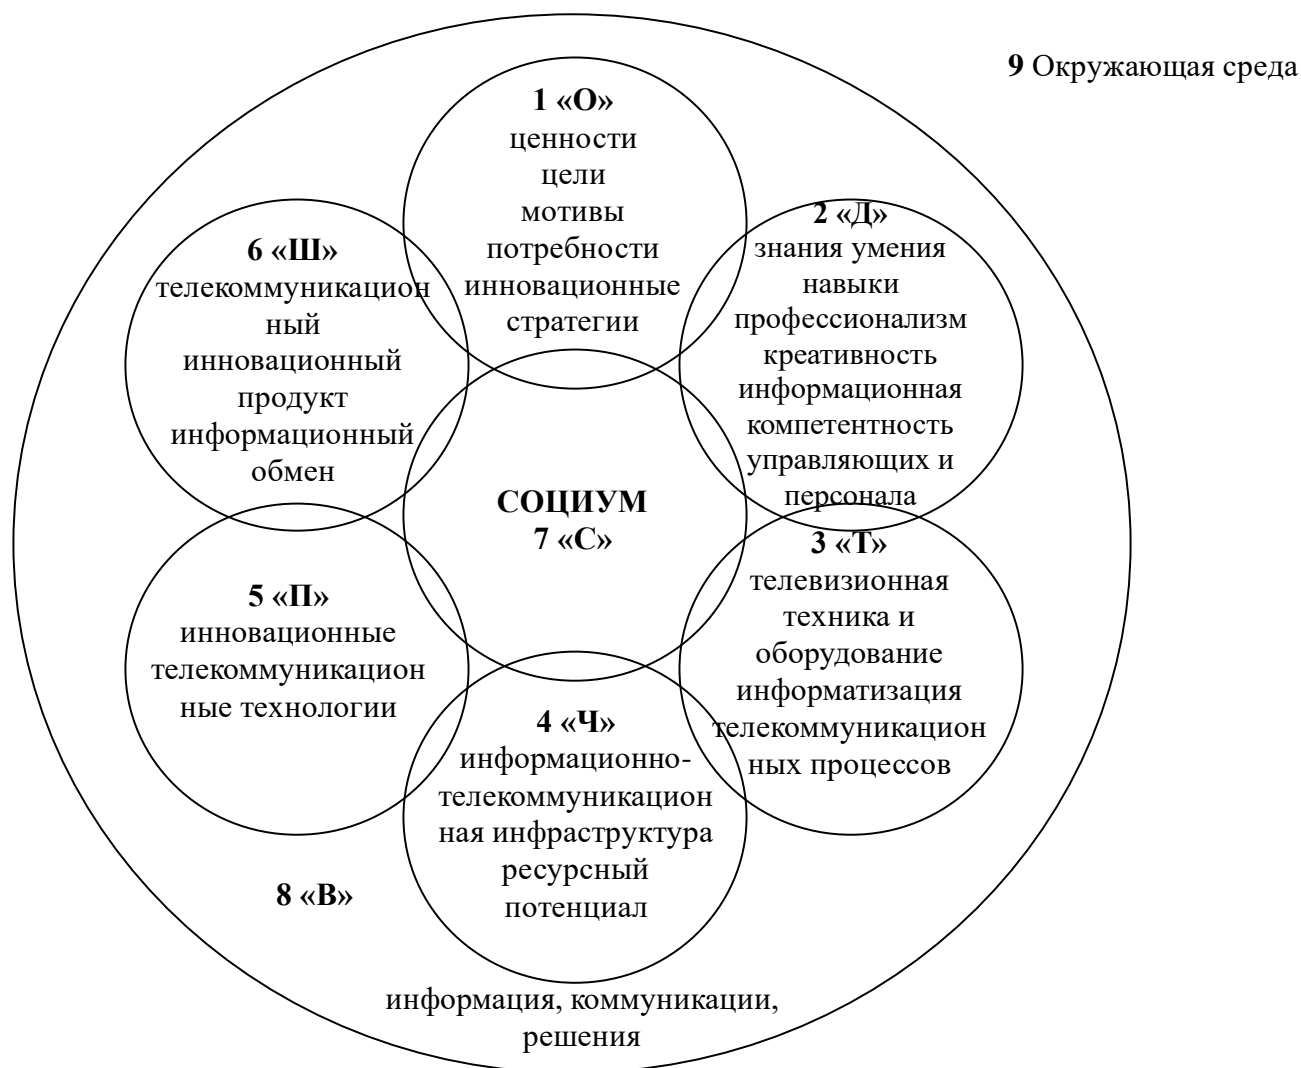 9 Окружающая среда
1 «О»
ценности
цели
мотивы
потребности
инновационные
стратегии
2 «Д»
знания умения
навыки
профессионализм
креативность
информационная
компетентность
управляющих и
персонала
6 «Ш»
телекоммуникацион
ный
инновационный
продукт
информационный
обмен
СОЦИУМ
7 «С»
3 «Т»
телевизионная
техника и
оборудование
информатизация
телекоммуникацион
ных процессов
5 «П»
инновационные
телекоммуникацион
ные технологии
4 «Ч»
информационно-
телекоммуникацион
ная инфраструктура
ресурсный
потенциал
8 «В»
информация, коммуникации,
решения